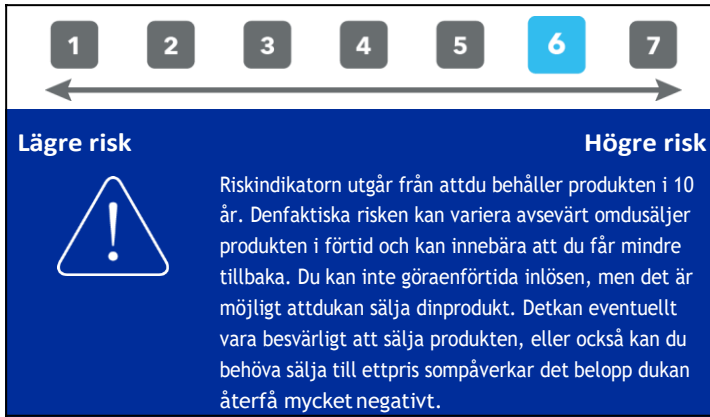 1 2 3 4 5 6 7
Lägre risk Högre risk
Riskindikatorn utgår från attdu behåller produkten i 10
år. Denfaktiska risken kan variera avsevärt omdusäljer
produkten i förtid och kan innebära att du får mindre
tillbaka. Du kan inte göraenförtida inlösen, men det är
möjligt attdukan sälja dinprodukt. Detkan eventuellt
vara besvärligt att sälja produkten, eller också kan du
behöva sälja till ettpris sompåverkar det belopp dukan
återfå mycket negativt.